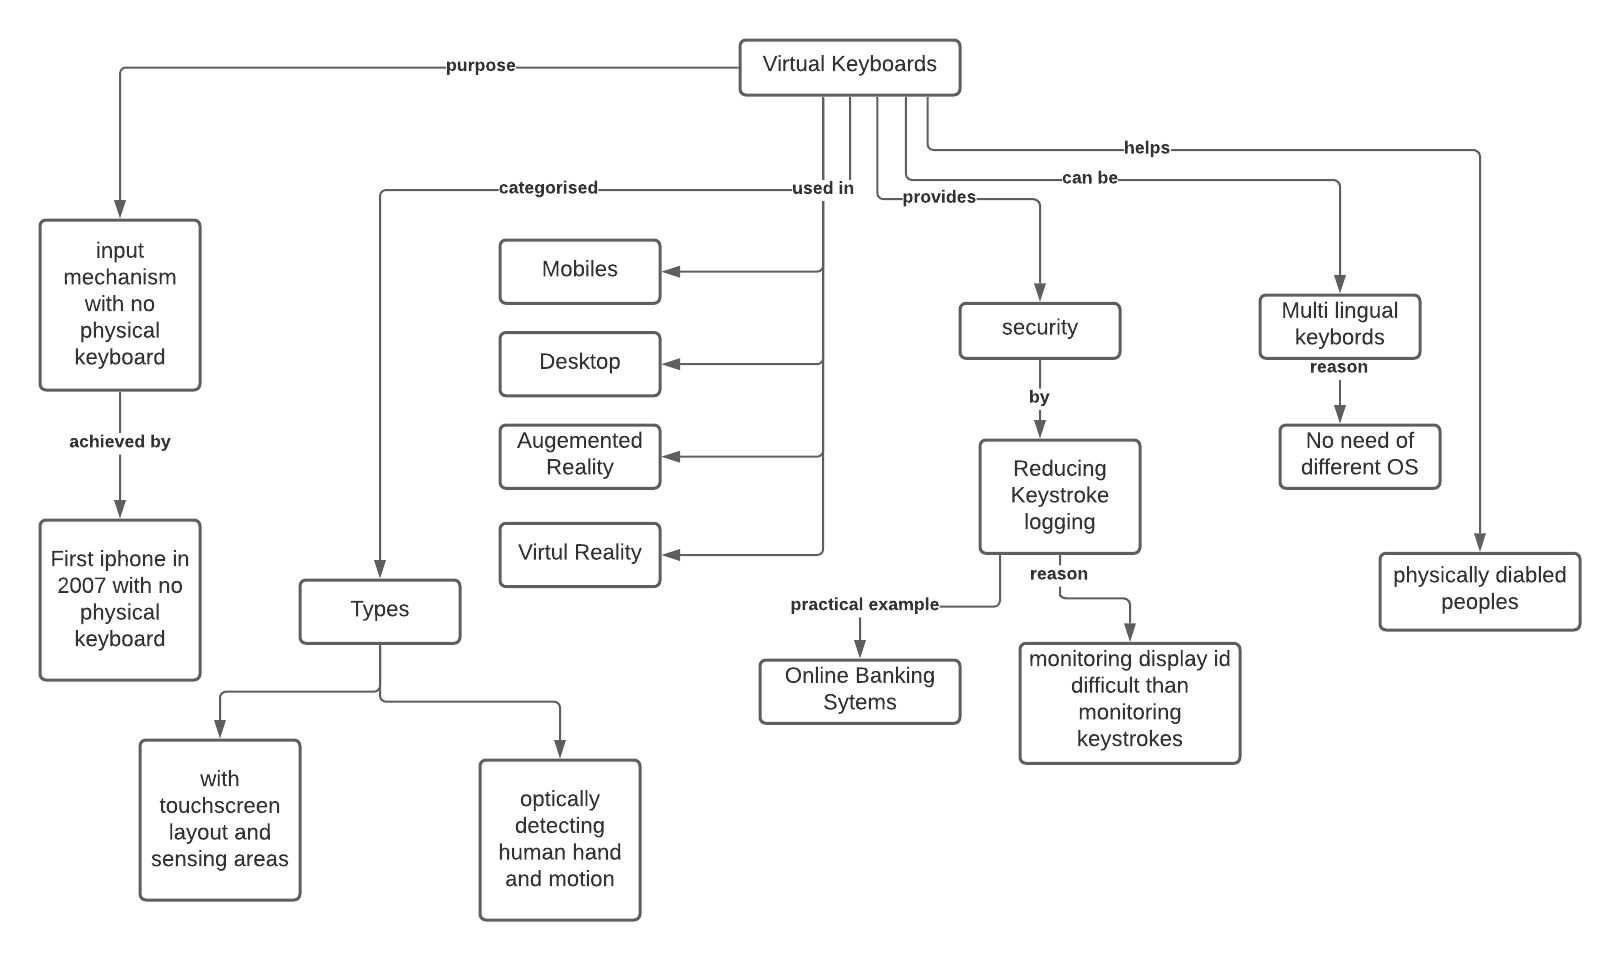 Virtual Keyboards
purpose
helps
can be
categorised
used in
provides
input
mechanism
with no
physical
keyboard
Mobiles
security
Multi lingual
keybords
Desktop
reason
by
achieved by
Augemented
Reality
No need of
different OS
Reducing
Keystroke
logging
Virtul Reality
First iphone in
2007 with no
physical
keyboard
reason
physically diabled
peoples
Types
practical example
monitoring display id
difficult than
monitoring
keystrokes
Online Banking
Sytems
with
touchscreen
layout and
sensing areas
optically
detecting
human hand
and motion